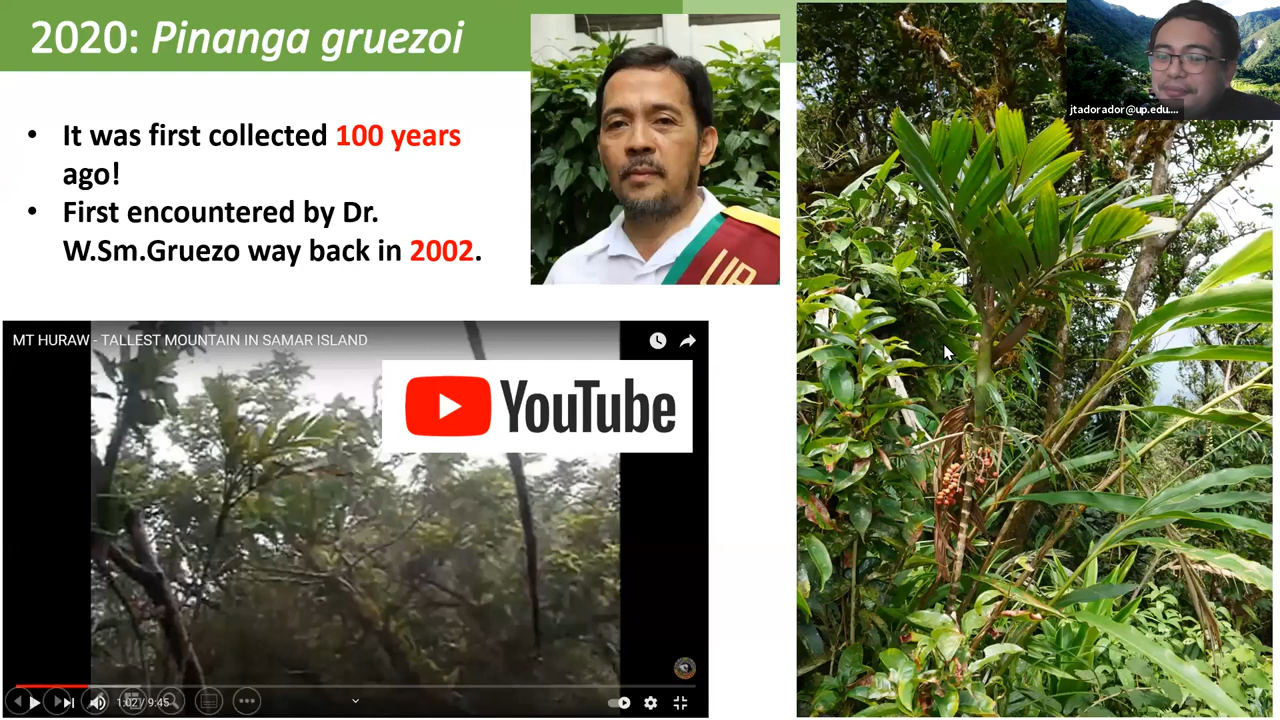 2020: Pinanga gruezoi
• It was first collected 100 years
ago!
• First encountered by Dr.
W.Sm.Gruezo way back in 2002.
UP
jtadorador@up.edu....
MT HURAW - TALLEST MOUNTAIN IN SAMAR ISLAND
YouTube
1:02 / 9:45